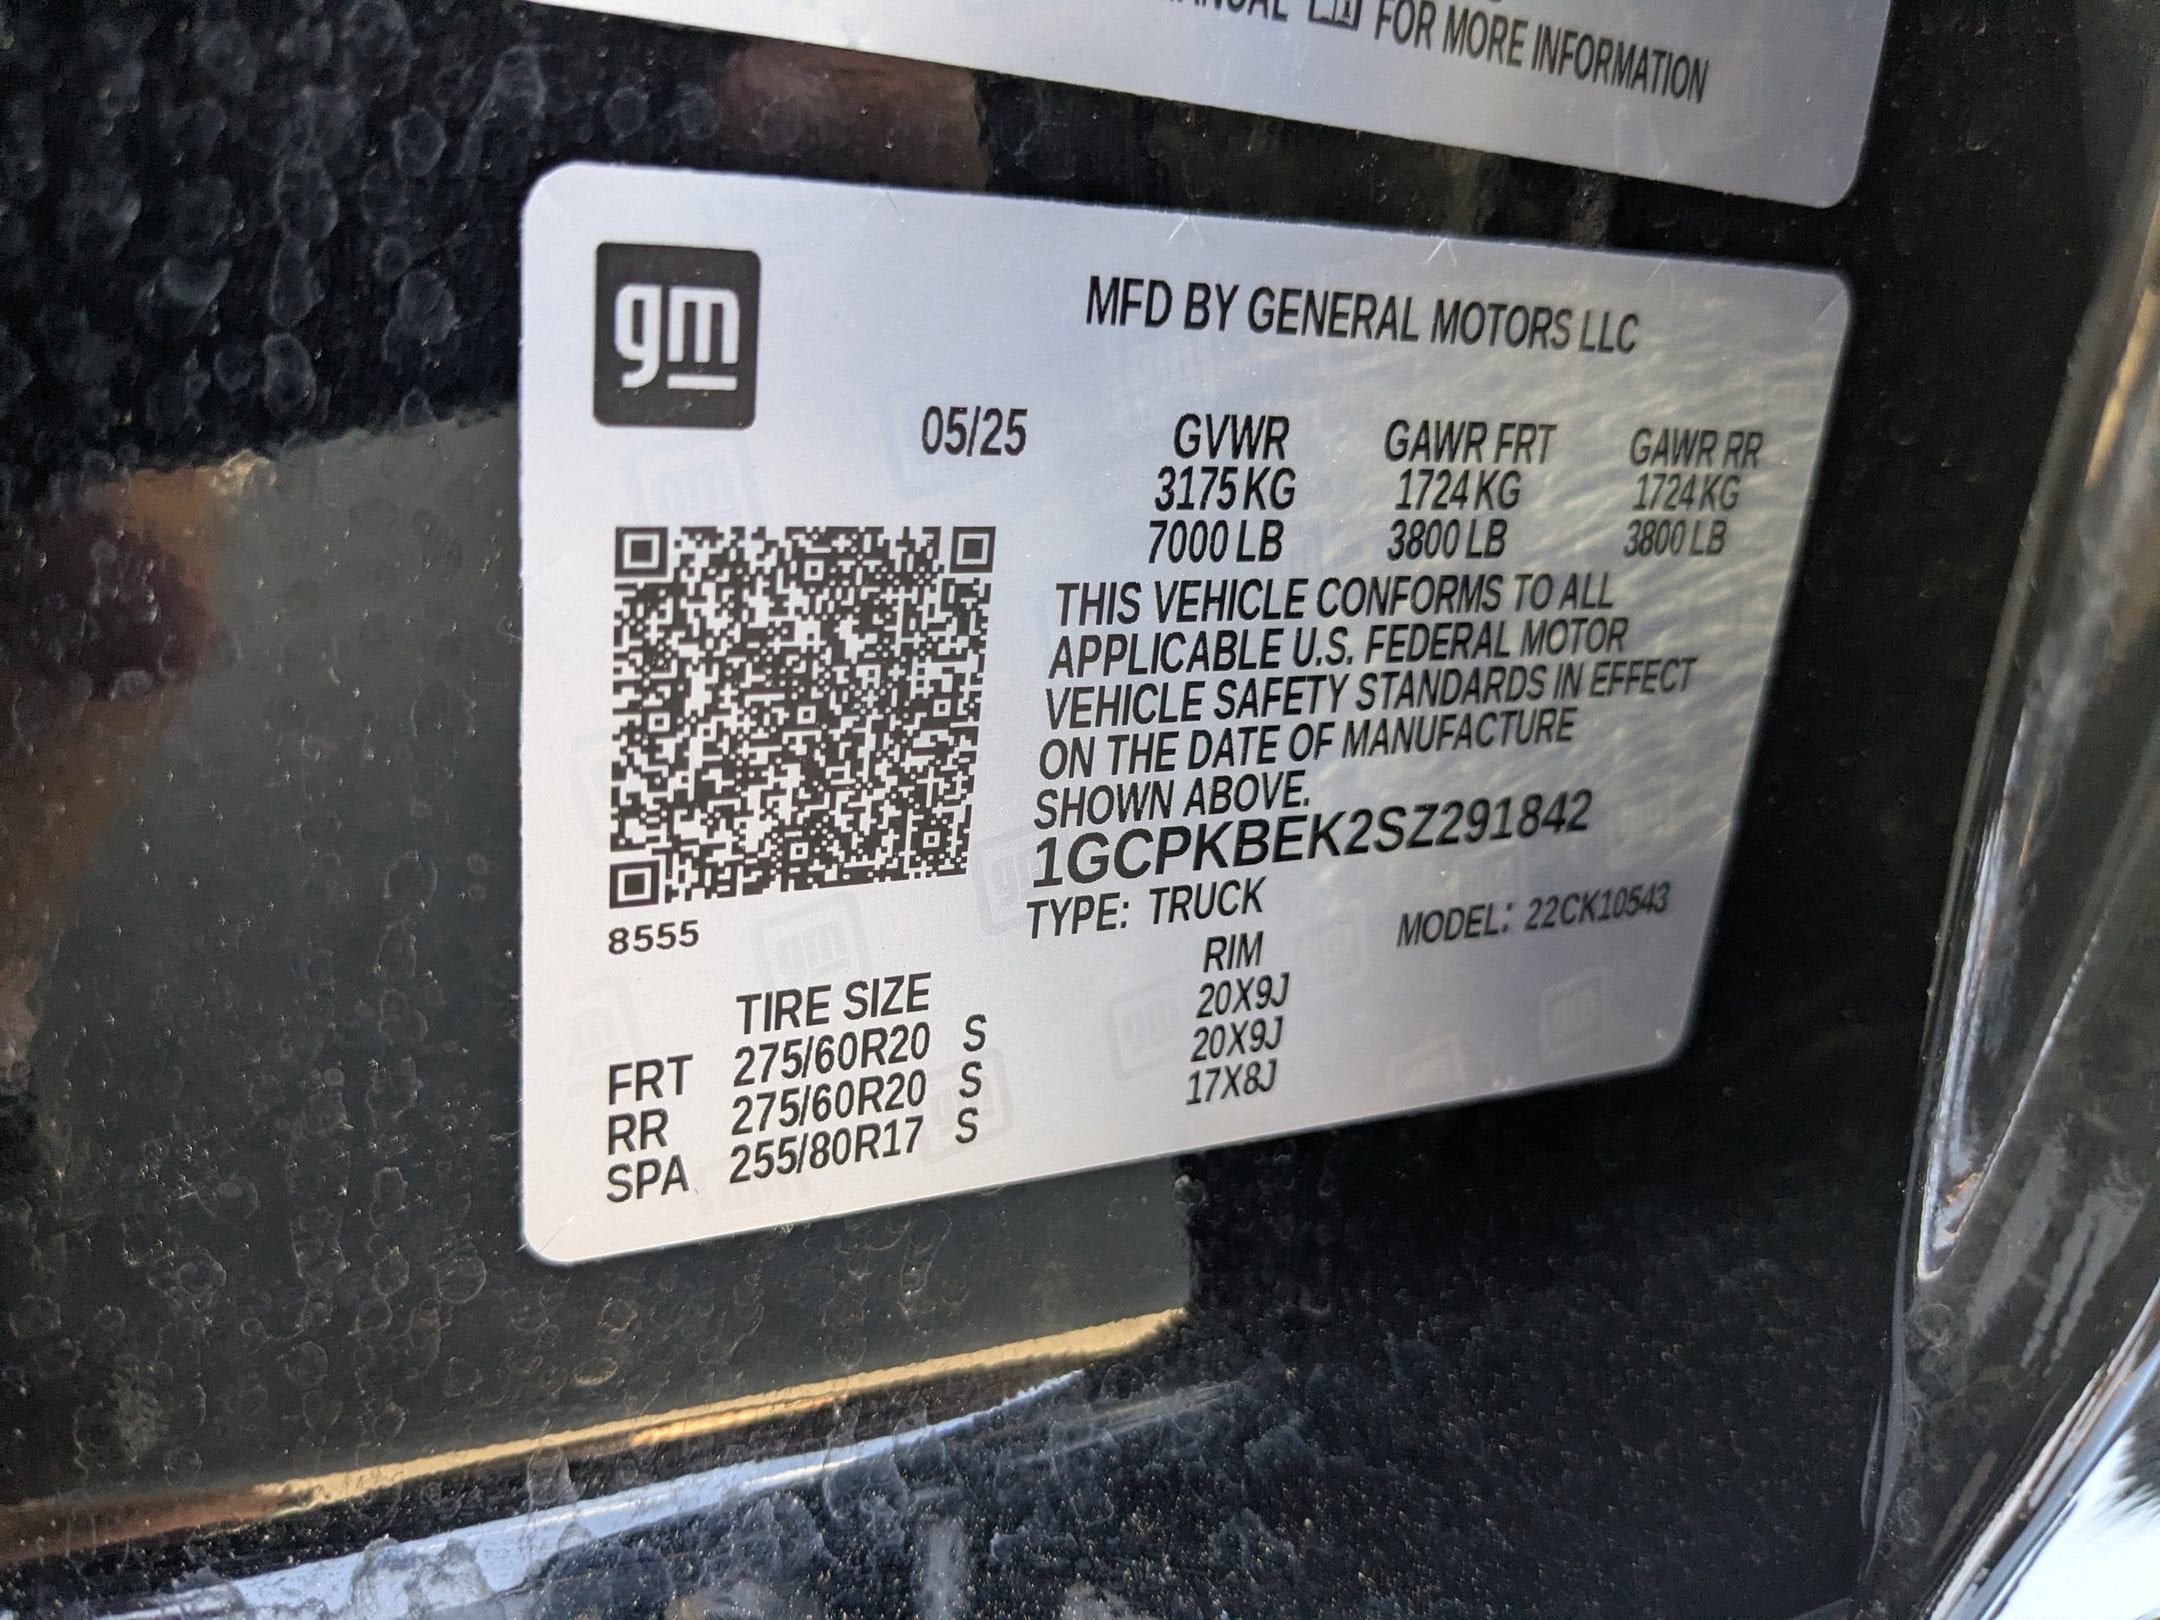 FOR MORE INFORMATION
gm
MFD BY GENERAL MOTORS LLC
05/25 GVWR GAWR FRT GAWR RR
3175 KG 1724 KG 1724 KG
7000 LB 3800 LB 3800 LB
THIS VEHICLE CONFORMS TO ALL
APPLICABLE U.S. FEDERAL MOTOR
VEHICLE SAFETY STANDARDS IN EFFECT
ON THE DATE OF MANUFACTURE
SHOWN ABOVE.
1GCPKBEK2SZ291842
TYPE: TRUCK MODEL: 22CK10543
8555
TIRE SIZE RIM
FRT 275/60R20 S 20X9J
RR 275/60R20 S 20X9J
SPA 255/80R17 S 17X8J